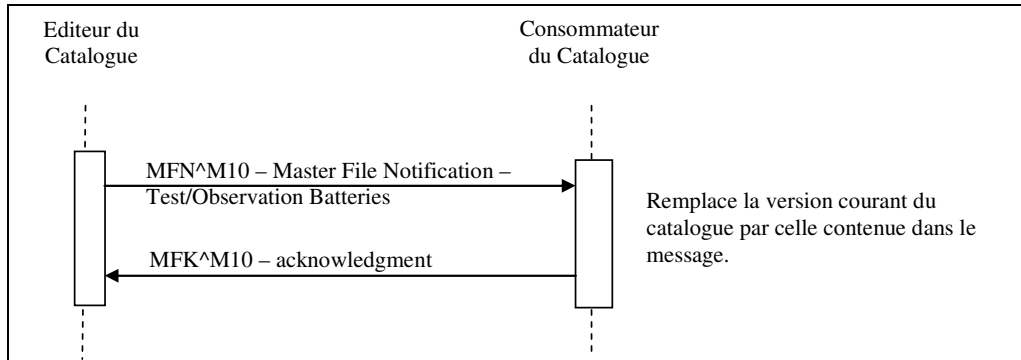 Editeur du
Catalogue
Consommateur
du Catalogue
MFN^M10 – Master File Notification –
Test/Observation Batteries
Remplace la version courant du
catalogue par celle contenue dans le
message.
MFK^M10 – acknowledgment